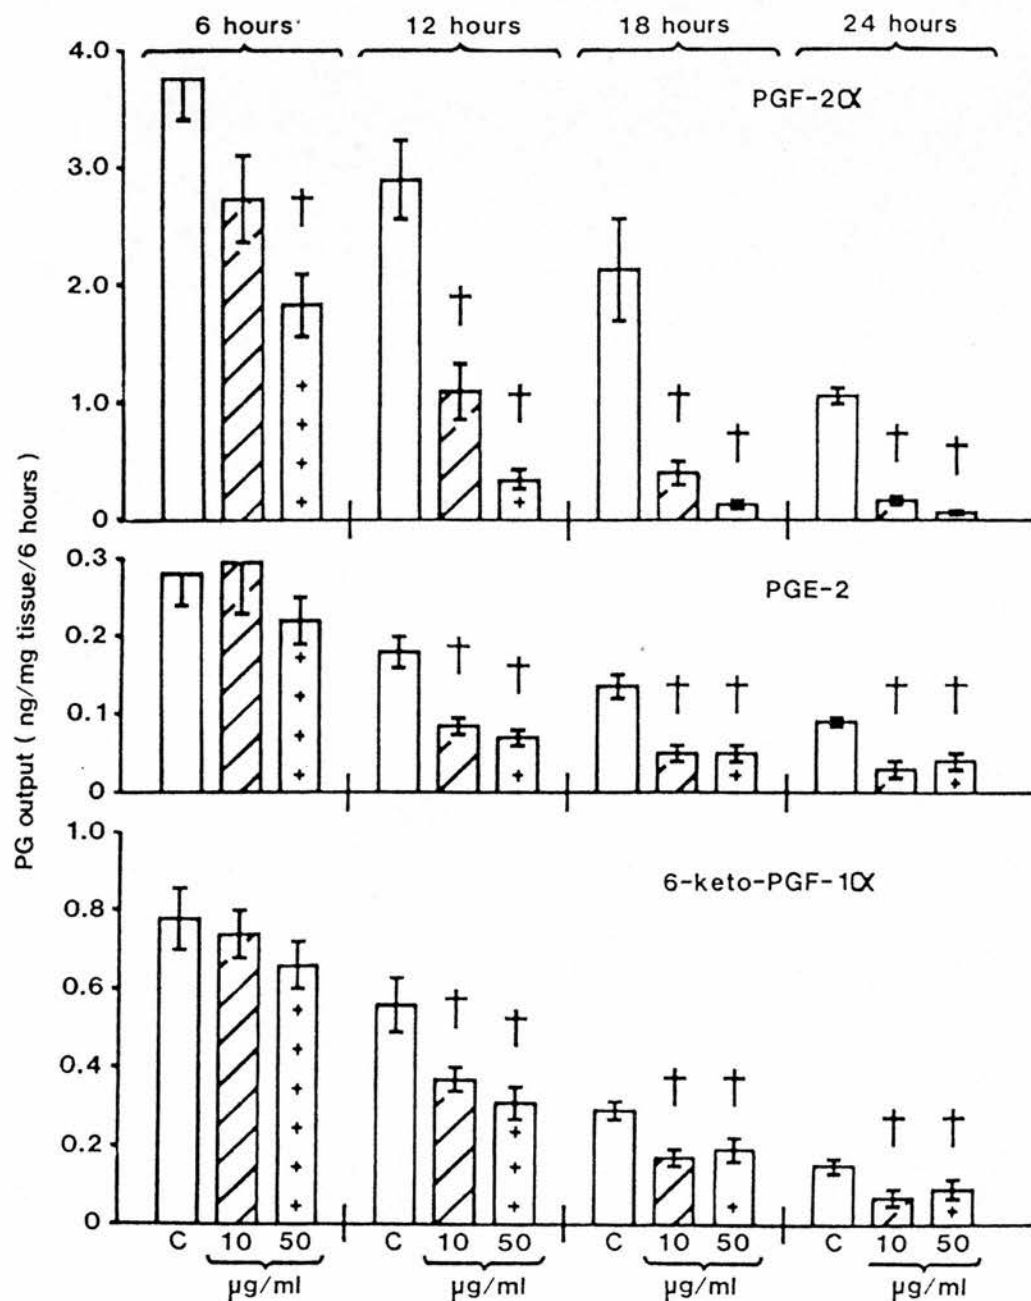 6 hours 12 hours 18 hours 24 hours
4.0
PGF-2α
3.0
2.0
1.0
0
PG output ( ng/mg tissue/6 hours)
0.3
PGE-2
0.2
0.1
0
1.0
6-keto-PGF-1α
0.8
0.6
0.4
0.2
0
C 10 50 C 10 50 C 10 50 C 10 50
µg/ml µg/ml µg/ml µg/ml